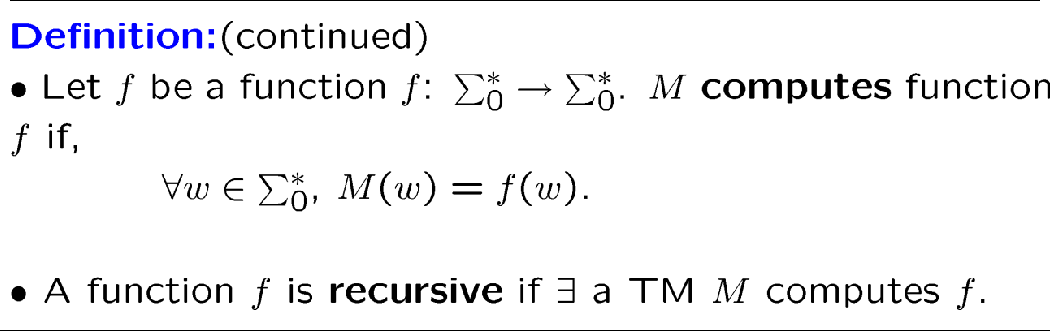 Definition:(continued)
• Let f be a function f: Σ₀* → Σ₀*. M computes function
f if,
∀w ∈ Σ₀*, M(w) = f(w).
• A function f is recursive if ∃ a TM M computes f.